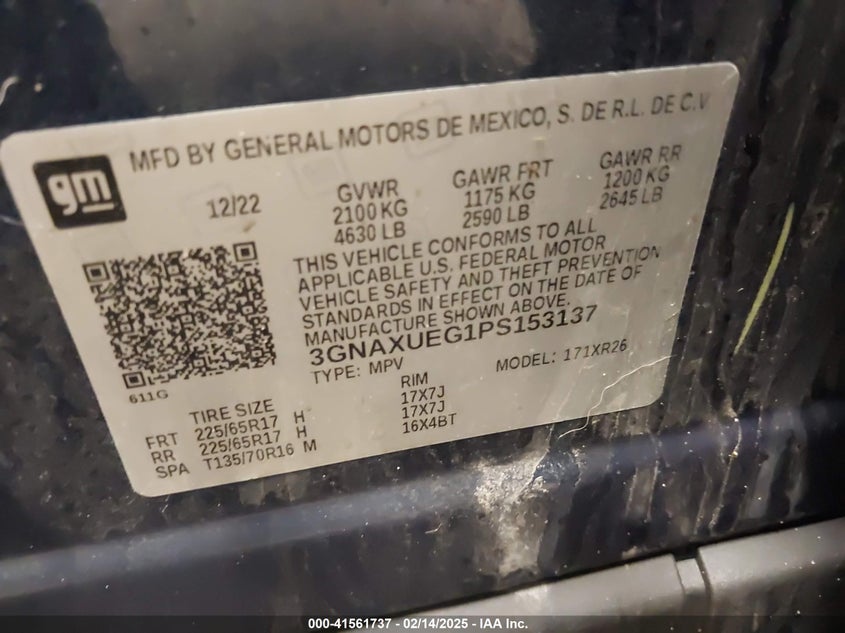 MFD BY GENERAL MOTORS DE MEXICO, S. DE R.L. DE C.V
gm
12/22
GVWR
2100 KG
4630 LB
GAWR FRT
1175 KG
2590 LB
GAWR RR
1200 KG
2645 LB
THIS VEHICLE CONFORMS TO ALL
APPLICABLE U.S. FEDERAL MOTOR
VEHICLE SAFETY AND THEFT PREVENTION
STANDARDS IN EFFECT ON THE DATE OF
MANUFACTURE SHOWN ABOVE.
3GNAXUEG1PS153137
TYPE: MPV MODEL: 171XR26
611G
TIRE SIZE RIM
FRT 225/65R17 H 17X7J
RR 225/65R17 H 17X7J
SPA T135/70R16 M 16X4BT
000-41561737 — 02/14/2025 — IAA Inc.